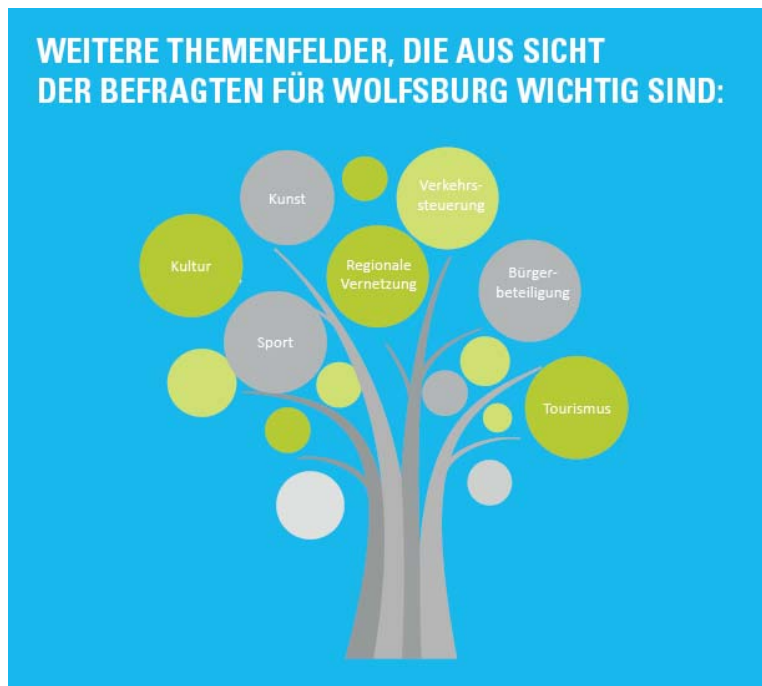 WEITERE THEMENFELDER, DIE AUS SICHT
DER BEFRAGTEN FÜR WOLFSBURG WICHTIG SIND:
Kunst
Verkehrs-
steuerung
Kultur
Regionale
Vernetzung
Bürger-
beteiligung
Sport
Tourismus